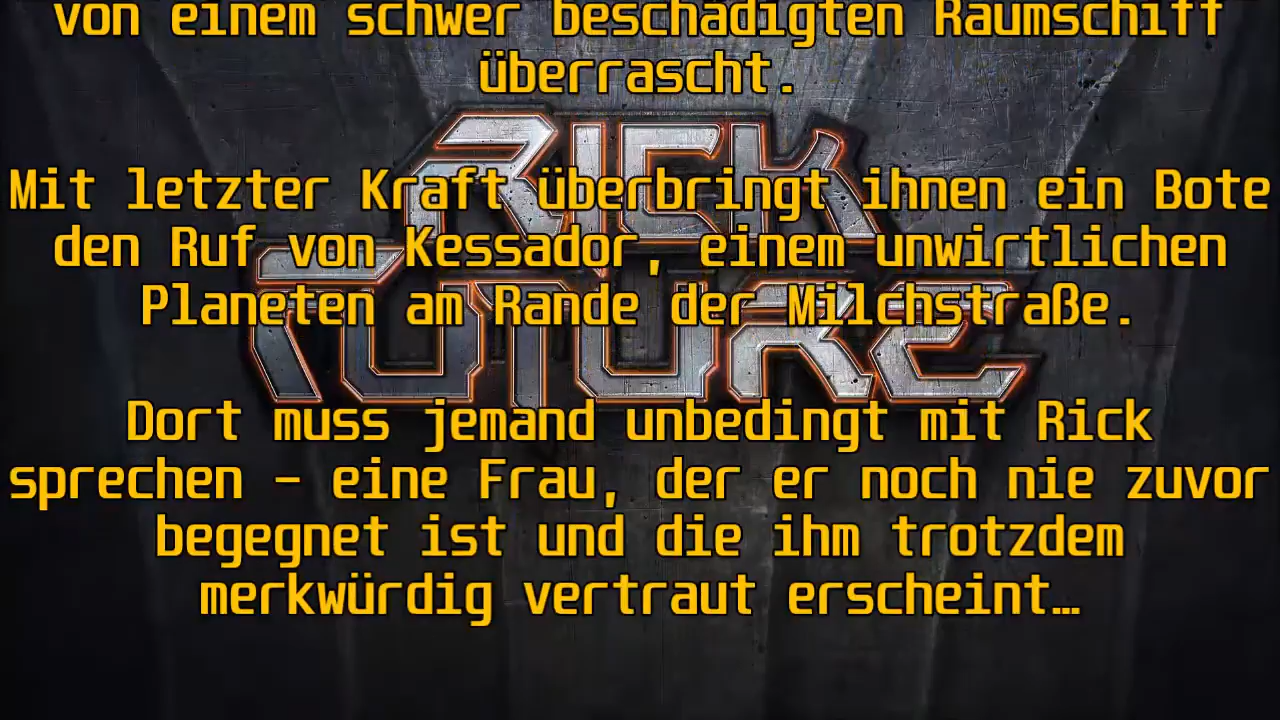 von einem schwer beschädigten Raumschiff
überrascht.
RICK
FUTURE
Mit letzter Kraft überbringt ihnen ein Bote
den Ruf von Kessador, einem unwirtlichen
Planeten am Rande der Milchstraße.
Dort muss jemand unbedingt mit Rick
sprechen – eine Frau, der er noch nie zuvor
begegnet ist und die ihm trotzdem
merkwürdig vertraut erscheint…